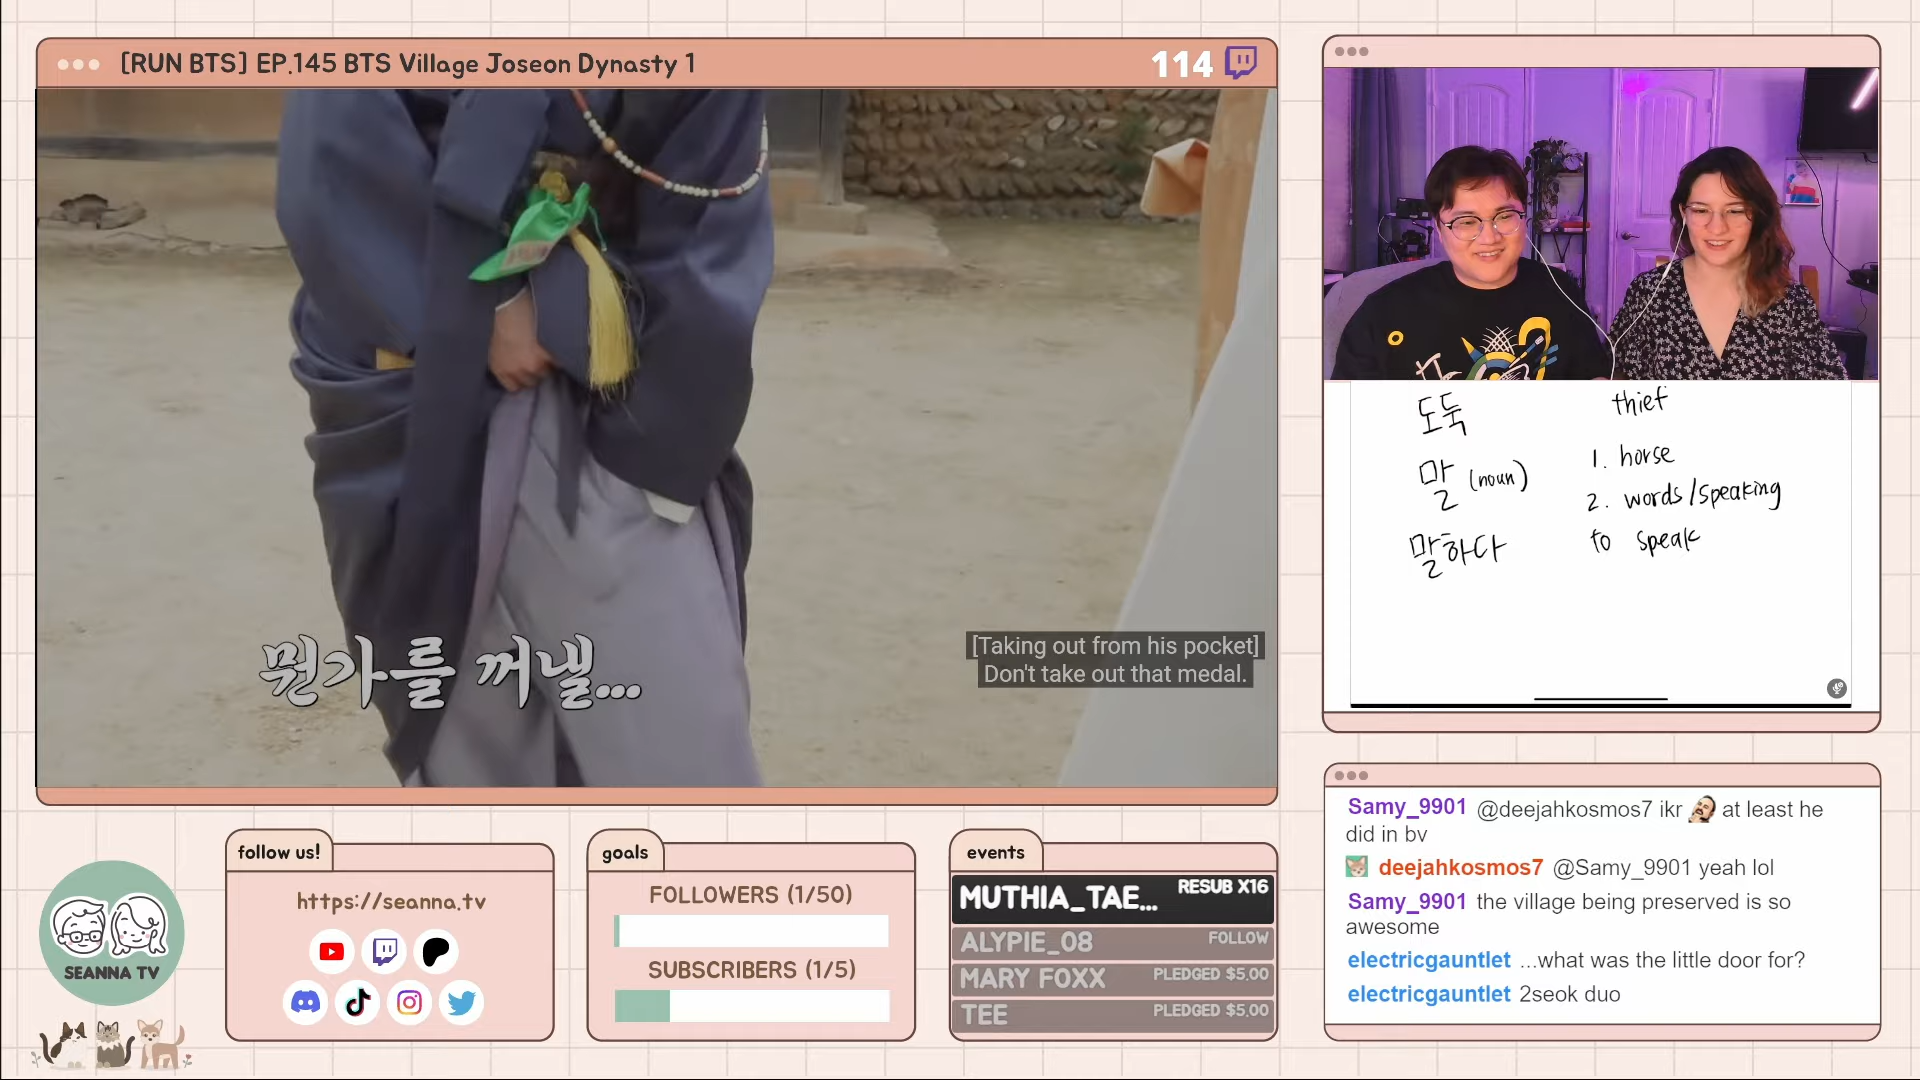 [RUN BTS] EP.145 BTS Village Joseon Dynasty 1
114
뭔가를 꺼낼...
[Taking out from his pocket]
Don't take out that medal.
도둑 thief
말 (noun) 1. horse
2. words/speaking
말하다 to speak
Samy_9901 @deejahkosmos7 ikr at least he
did in bv
deejahkosmos7 @Samy_9901 yeah lol
Samy_9901 the village being preserved is so
awesome
electricgauntlet ...what was the little door for?
electricgauntlet 2seok duo
SEANNA TV
follow us!
https://seanna.tv
goals
FOLLOWERS (1/50)
SUBSCRIBERS (1/5)
events
MUTHIA_TAE... RESUB X16
ALYPIE_08 FOLLOW
MARY FOXX PLEDGED $5.00
TEE PLEDGED $5.00